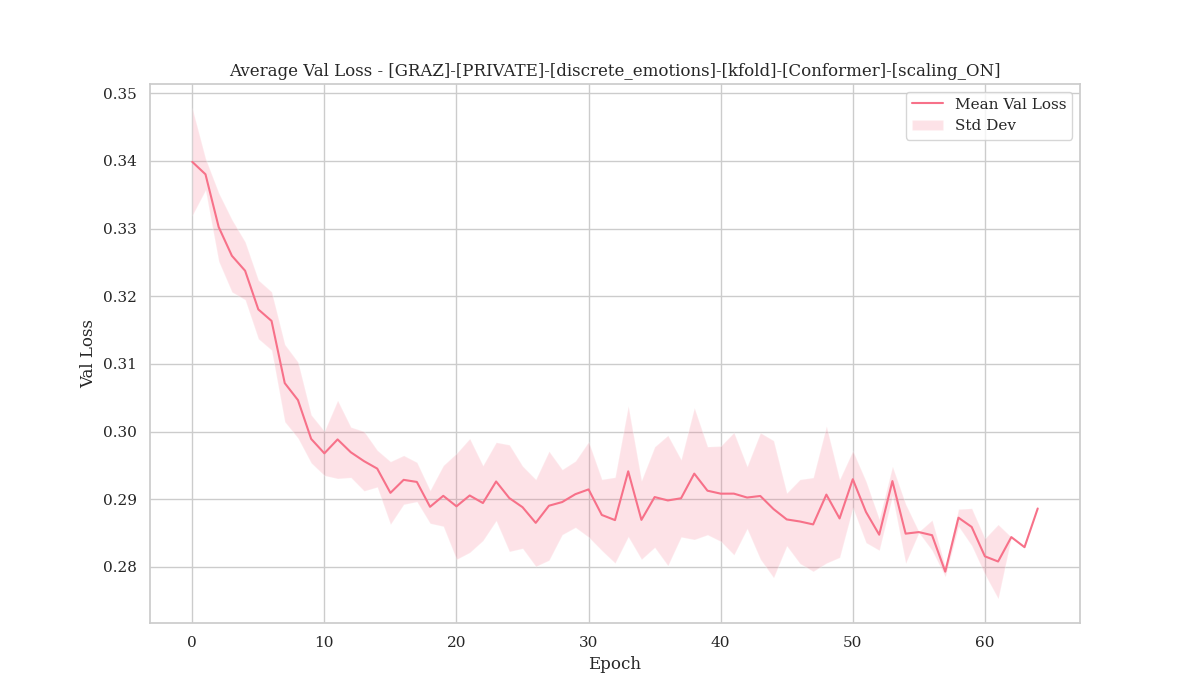 Average Val Loss - [GRAZ]-[PRIVATE]-[discrete_emotions]-[kfold]-[Conformer]-[scaling_ON]
Mean Val Loss
Std Dev
Val Loss
0.35
0.34
0.33
0.32
0.31
0.30
0.29
0.28
0 10 20 30 40 50 60
Epoch